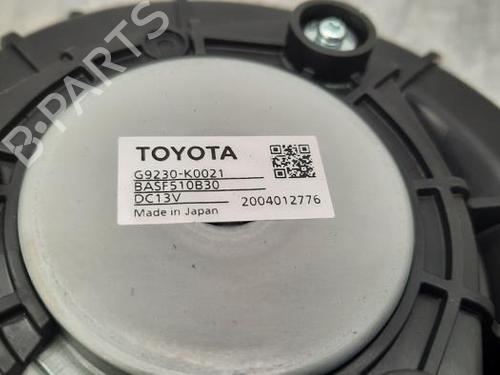 B-PARTS
TOYOTA
G9230-K0021
BASF510B30
DC13V 2004012776
Made in Japan